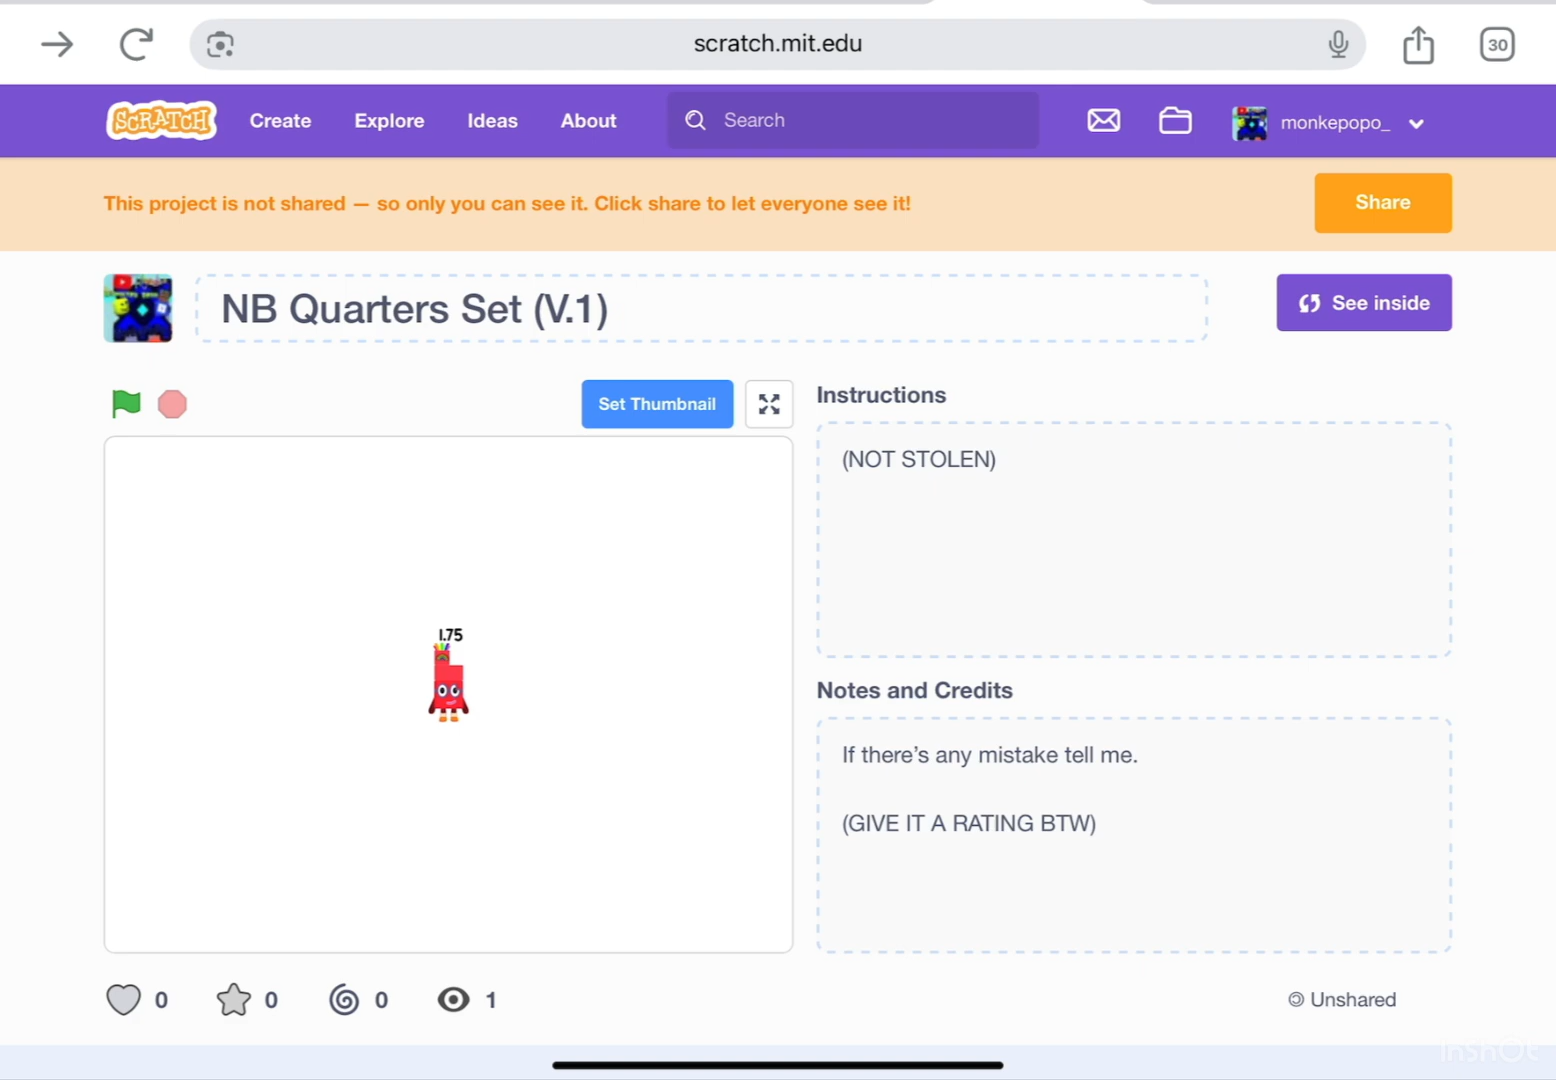 scratch.mit.edu
30
SCRATCH
Create
Explore
Ideas
About
Search
monkepopo_
This project is not shared — so only you can see it. Click share to let everyone see it!
Share
NB Quarters Set (V.1)
See inside
Set Thumbnail
Instructions
(NOT STOLEN)
1.75
Notes and Credits
If there’s any mistake tell me.
(GIVE IT A RATING BTW)
0
0
0
1
Unshared
InShOt